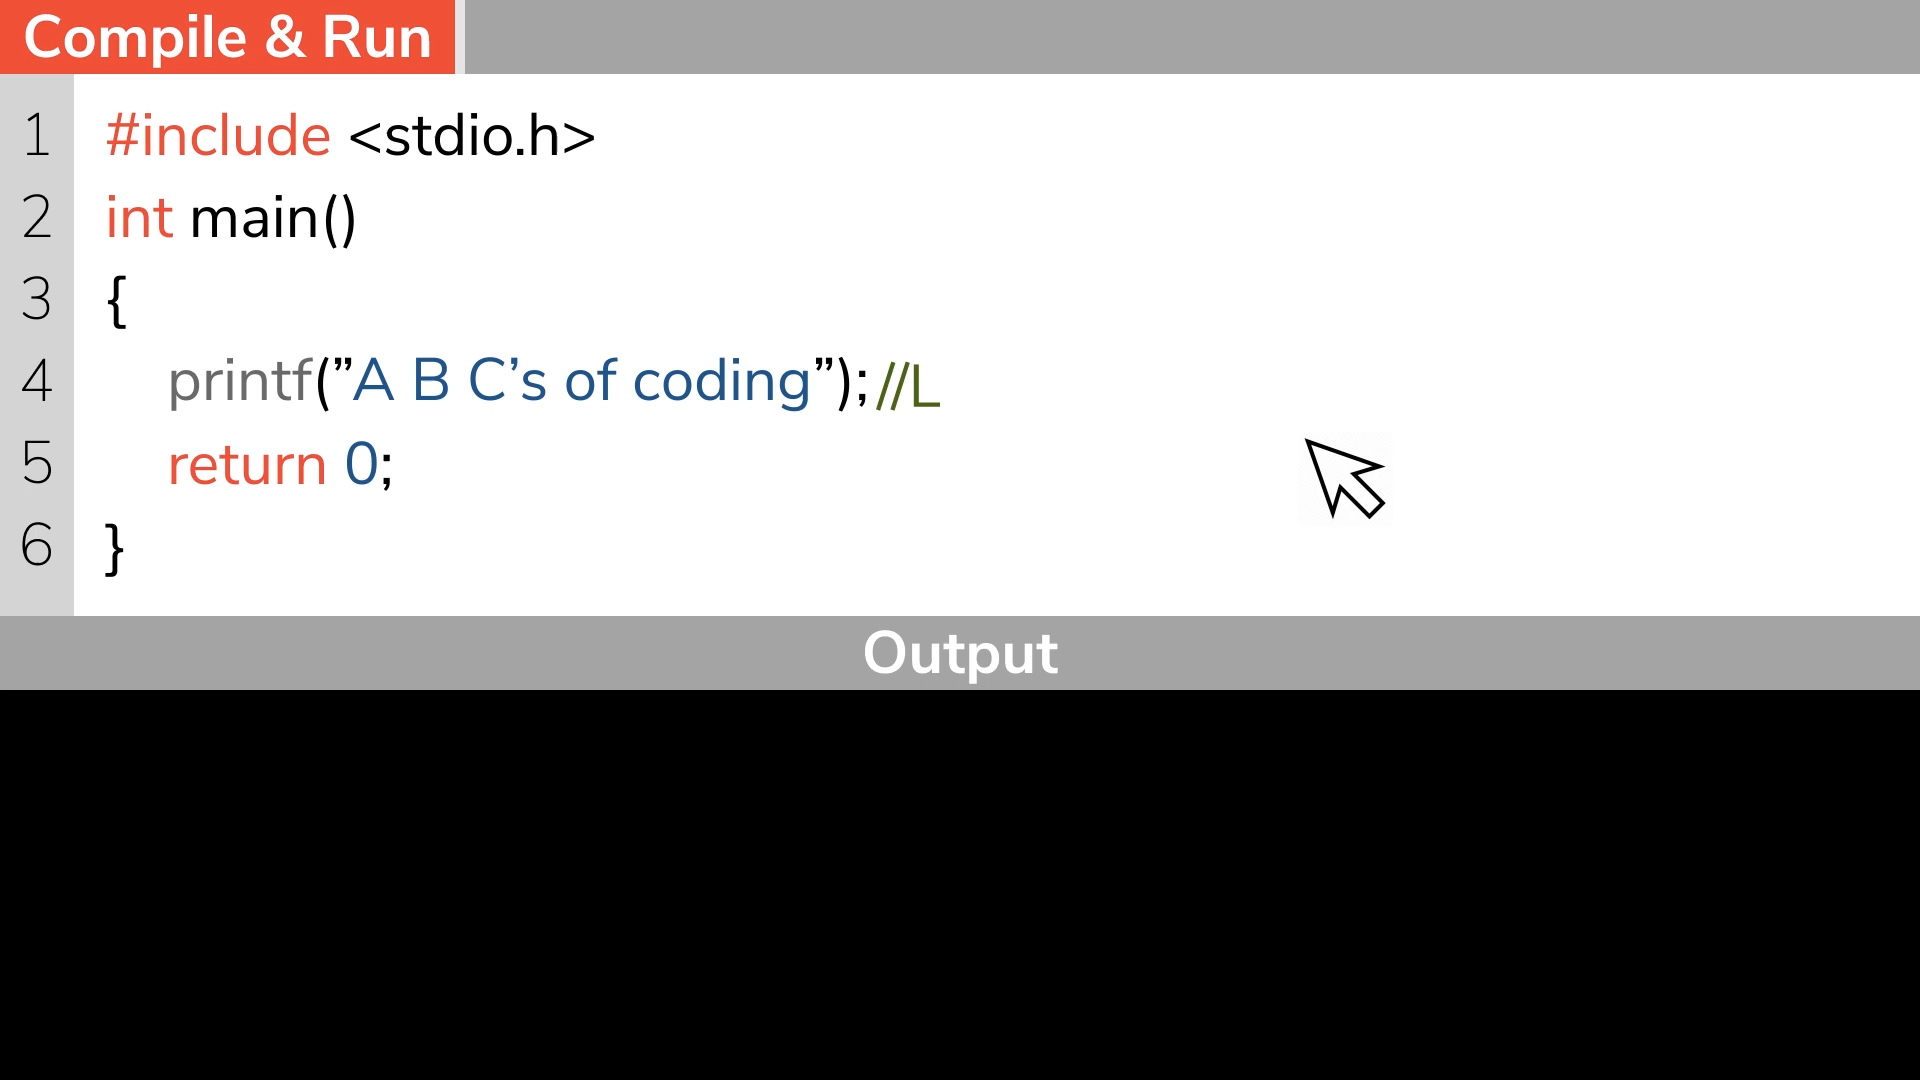 Compile & Run
1 #include <stdio.h>
2 int main()
3 {
4 printf(”A B C’s of coding”); //L
5 return 0;
6 }
Output